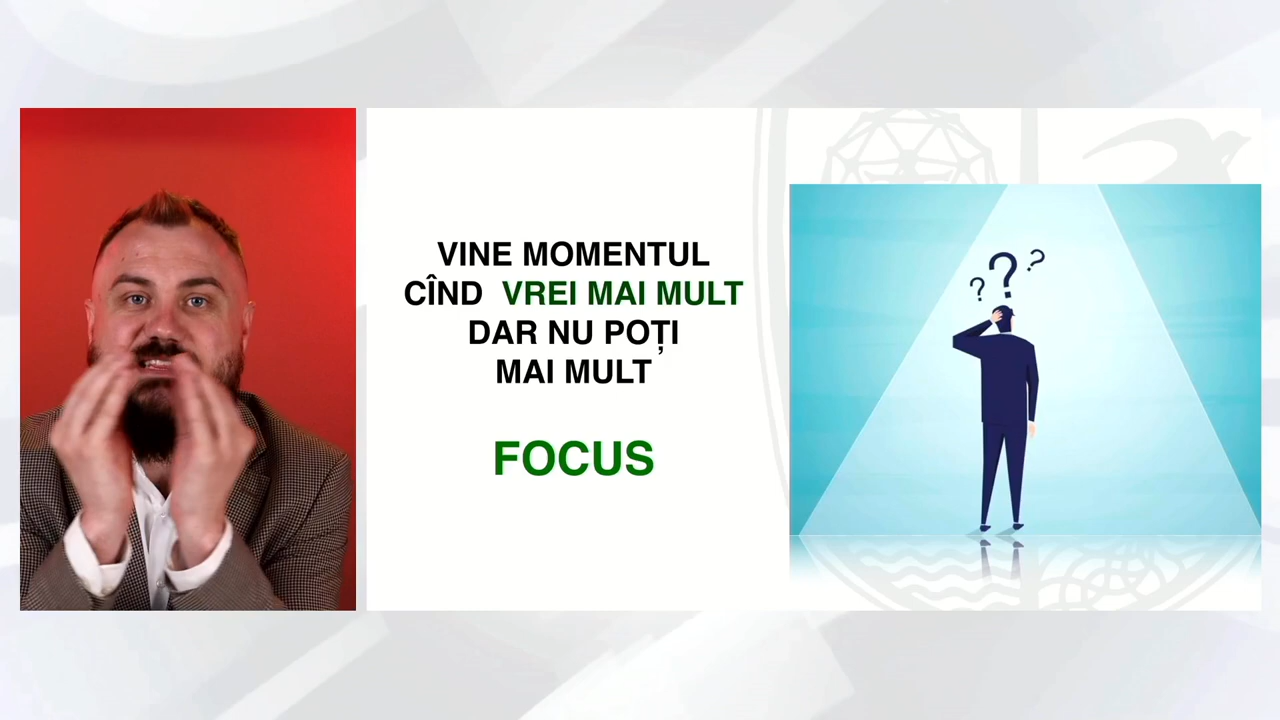 VINE MOMENTUL
CÎND VREI MAI MULT
DAR NU POȚI
MAI MULT
FOCUS
? ? ?